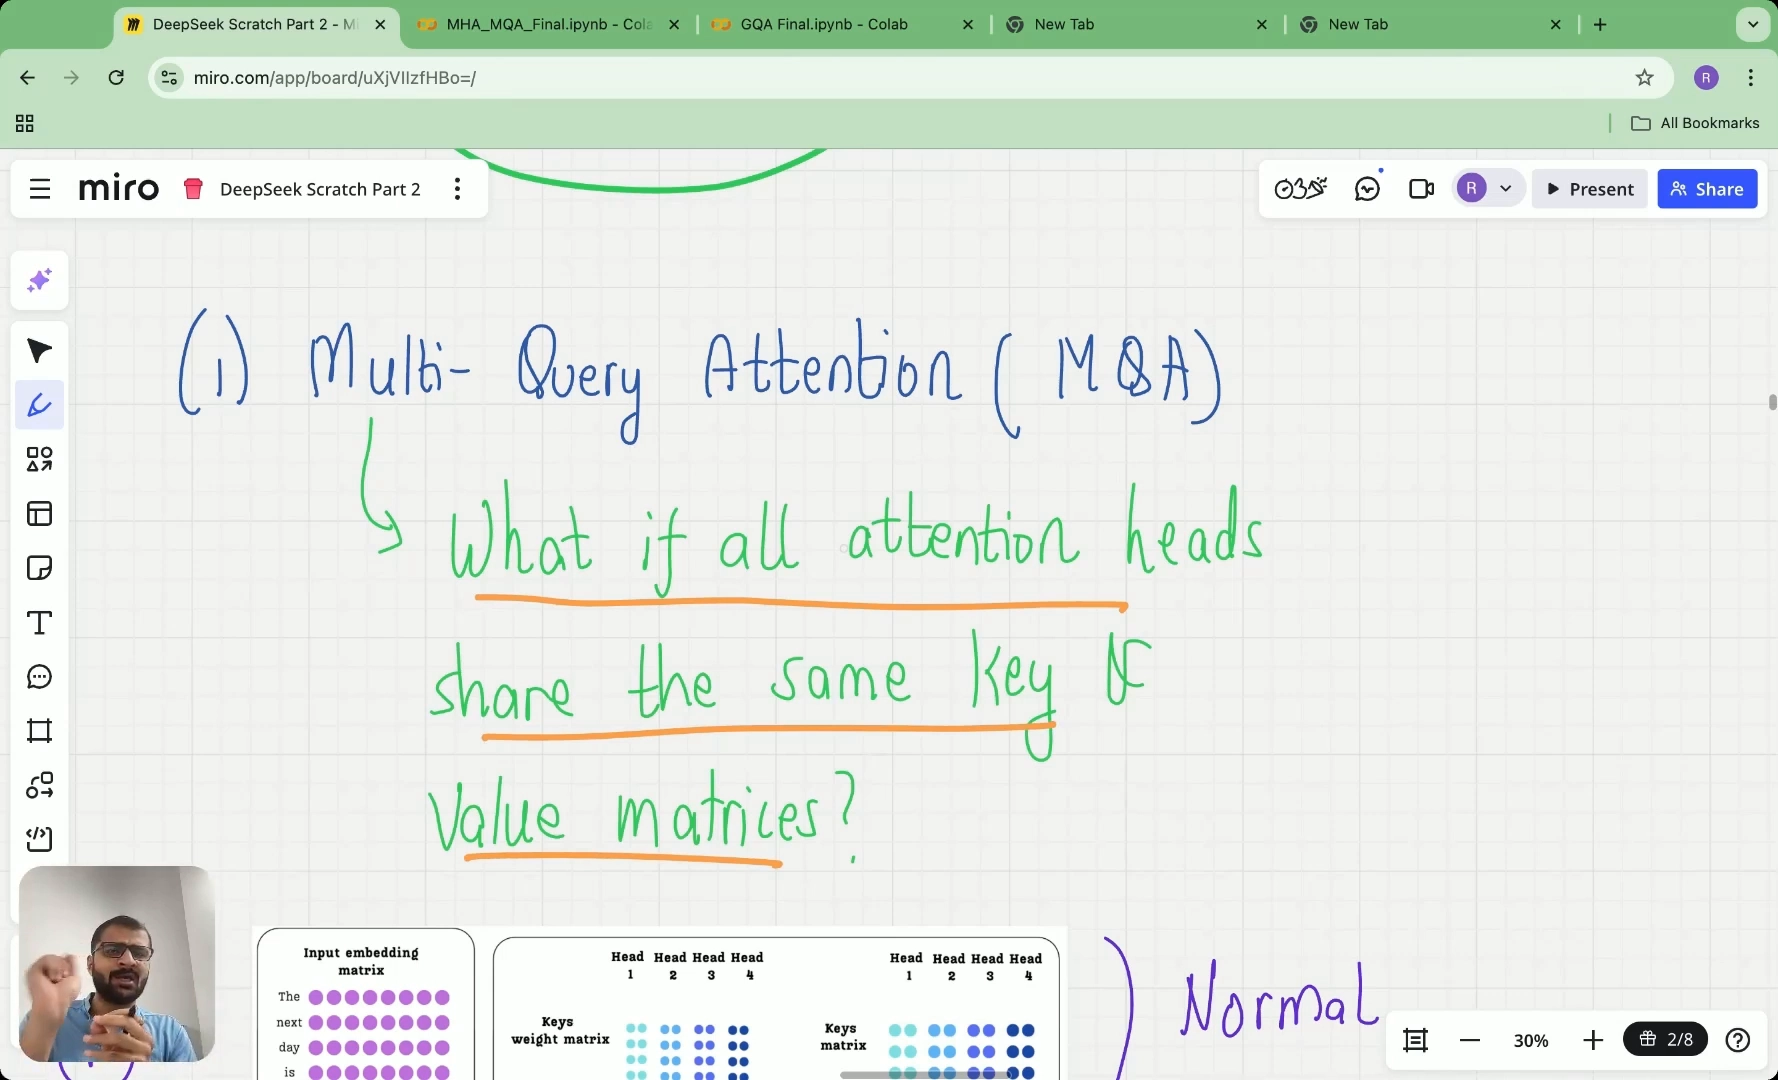 DeepSeek Scratch Part 2 - Mi
MHA_MQA_Final.ipynb - Cola
GQA Final.ipynb - Colab
New Tab
New Tab
miro.com/app/board/uXjVIIzfHBo=/
R
All Bookmarks
miro
DeepSeek Scratch Part 2
R
Present
Share
(1) Multi-Query Attention (MQA)
What if all attention heads
share the same key &
value matrices?
Input embedding
matrix
The
next
day
is
Head Head Head Head
1 2 3 4
Keys
weight matrix
Head Head Head Head
1 2 3 4
Keys
matrix
Normal
30%
2/8